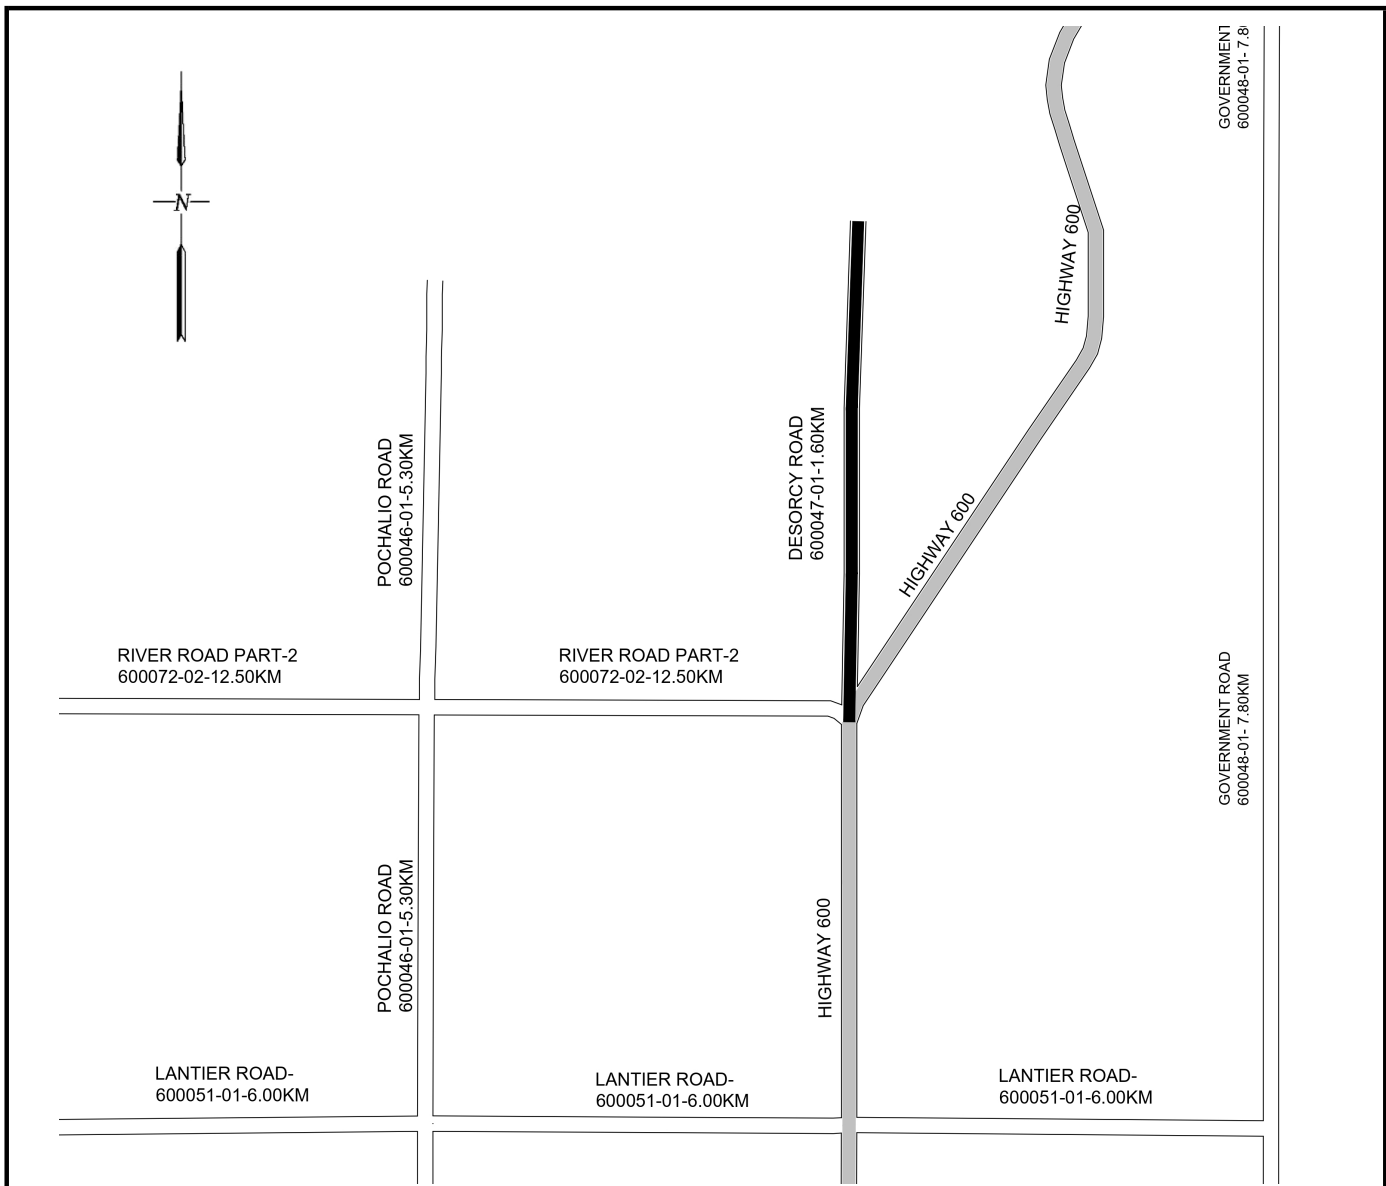 GOVERNMENT
600048-01- 7.8
N
HIGHWAY 600
DESORCY ROAD
600047-01-1.60KM
POCHALIO ROAD
600046-01-5.30KM
HIGHWAY 600
RIVER ROAD PART-2
600072-02-12.50KM
RIVER ROAD PART-2
600072-02-12.50KM
GOVERNMENT ROAD
600048-01- 7.80KM
POCHALIO ROAD
600046-01-5.30KM
HIGHWAY 600
LANTIER ROAD-
600051-01-6.00KM
LANTIER ROAD-
600051-01-6.00KM
LANTIER ROAD-
600051-01-6.00KM